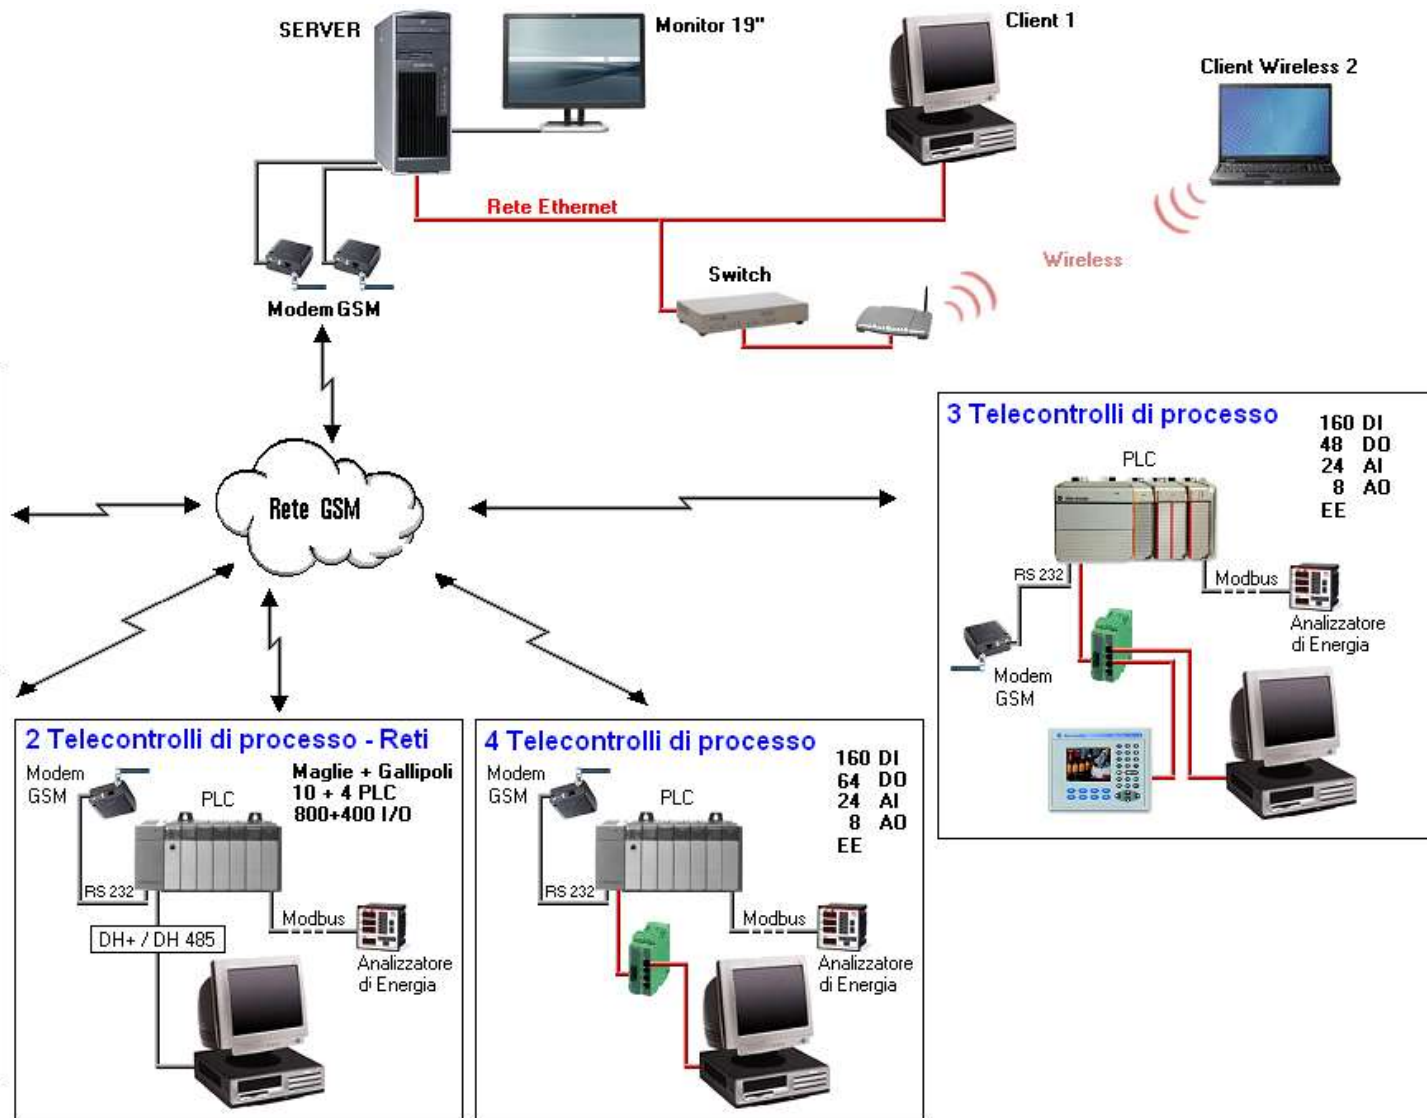 SERVER
Monitor 19"
Client 1
Client Wireless 2
Rete Ethernet
Switch
Wireless
Modem GSM
Rete GSM
3 Telecontrolli di processo
160 DI
48 DO
24 AI
8 AO
EE
PLC
RS 232
Modbus
Analizzatore
di Energia
Modem
GSM
2 Telecontrolli di processo - Reti
Modem
GSM
PLC
Maglie + Gallipoli
10 + 4 PLC
800+400 I/O
RS 232
Modbus
DH+ / DH 485
Analizzatore
di Energia
4 Telecontrolli di processo
Modem
GSM
PLC
160 DI
64 DO
24 AI
8 AO
EE
RS 232
Modbus
Analizzatore
di Energia